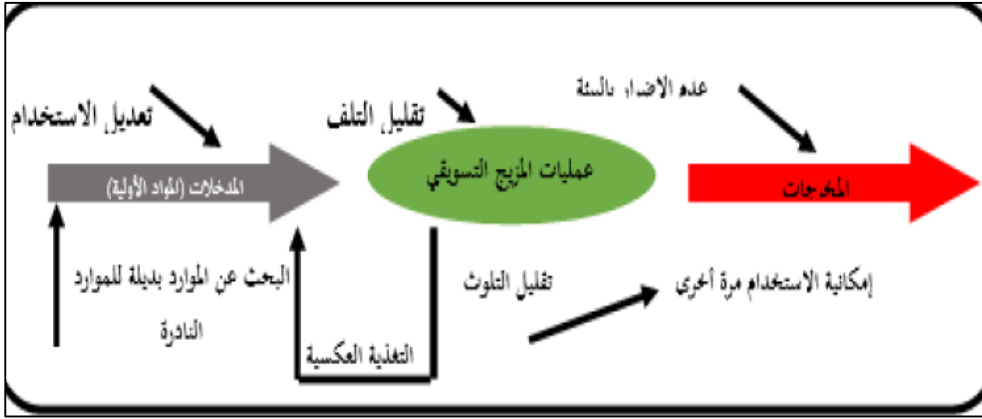 عدم الاضرار بالبيئة
تعديل الاستخدام
تقليل التلف
عمليات المزيج التسويقي
المدخلات (المواد الأولية)
المخرجات
البحث عن الموارد بديلة للموارد
النادرة
تقليل التلوث
إمكانية الاستخدام مرة أخرى
التغذية العكسية